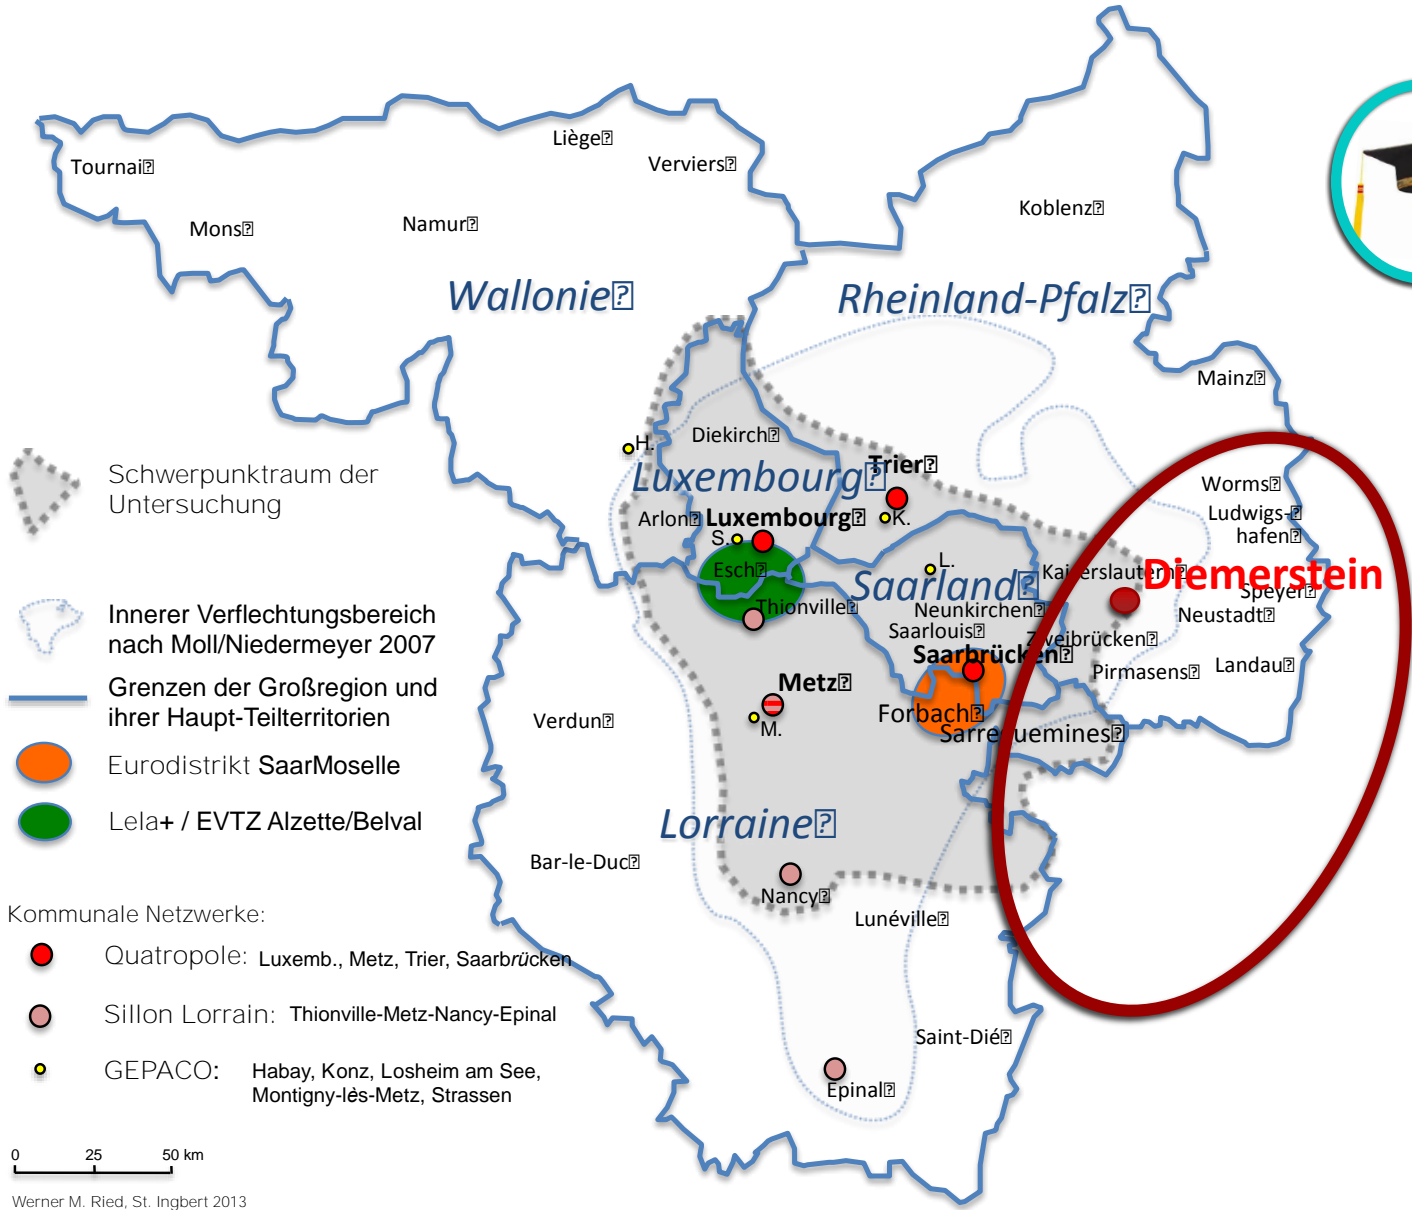 Liège
Tournai
Verviers
Koblenz
Mons
Namur
Wallonie
Rheinland-Pfalz
Mainz
H.
Diekirch
Trier
Luxembourg
Schwerpunktraum der
Untersuchung
Worms
Arlon
Luxembourg
K.
Ludwigs-
hafen
S.
L.
Esch
Saarland
Kaiserslautern
Diemerstein
Speyer
Thionville
Neunkirchen
Neustadt
Innerer Verflechtungsbereich
nach Moll/Niedermeyer 2007
Saarlouis
Zweibrücken
Saarbrücken
Landau
Pirmasens
Metz
Grenzen der Großregion und
ihrer Haupt-Teilterritorien
Verdun
M.
Forbach
Sarreguemines
Eurodistrikt SaarMoselle
Lela+ / EVTZ Alzette/Belval
Lorraine
Bar-le-Duc
Nancy
Lunéville
Kommunale Netzwerke:
Quatropole: Luxemb., Metz, Trier, Saarbrücken
Sillon Lorrain: Thionville-Metz-Nancy-Epinal
Saint-Dié
GEPACO: Habay, Konz, Losheim am See,
Montigny-lès-Metz, Strassen
Epinal
0 25 50 km
Werner M. Ried, St. Ingbert 2013